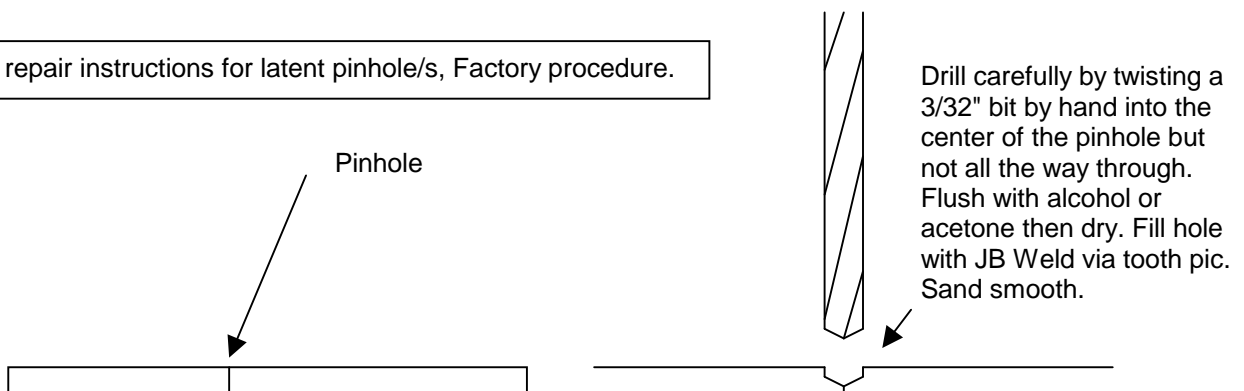 repair instructions for latent pinhole/s, Factory procedure.
Pinhole
Drill carefully by twisting a
3/32" bit by hand into the
center of the pinhole but
not all the way through.
Flush with alcohol or
acetone then dry. Fill hole
with JB Weld via tooth pic.
Sand smooth.